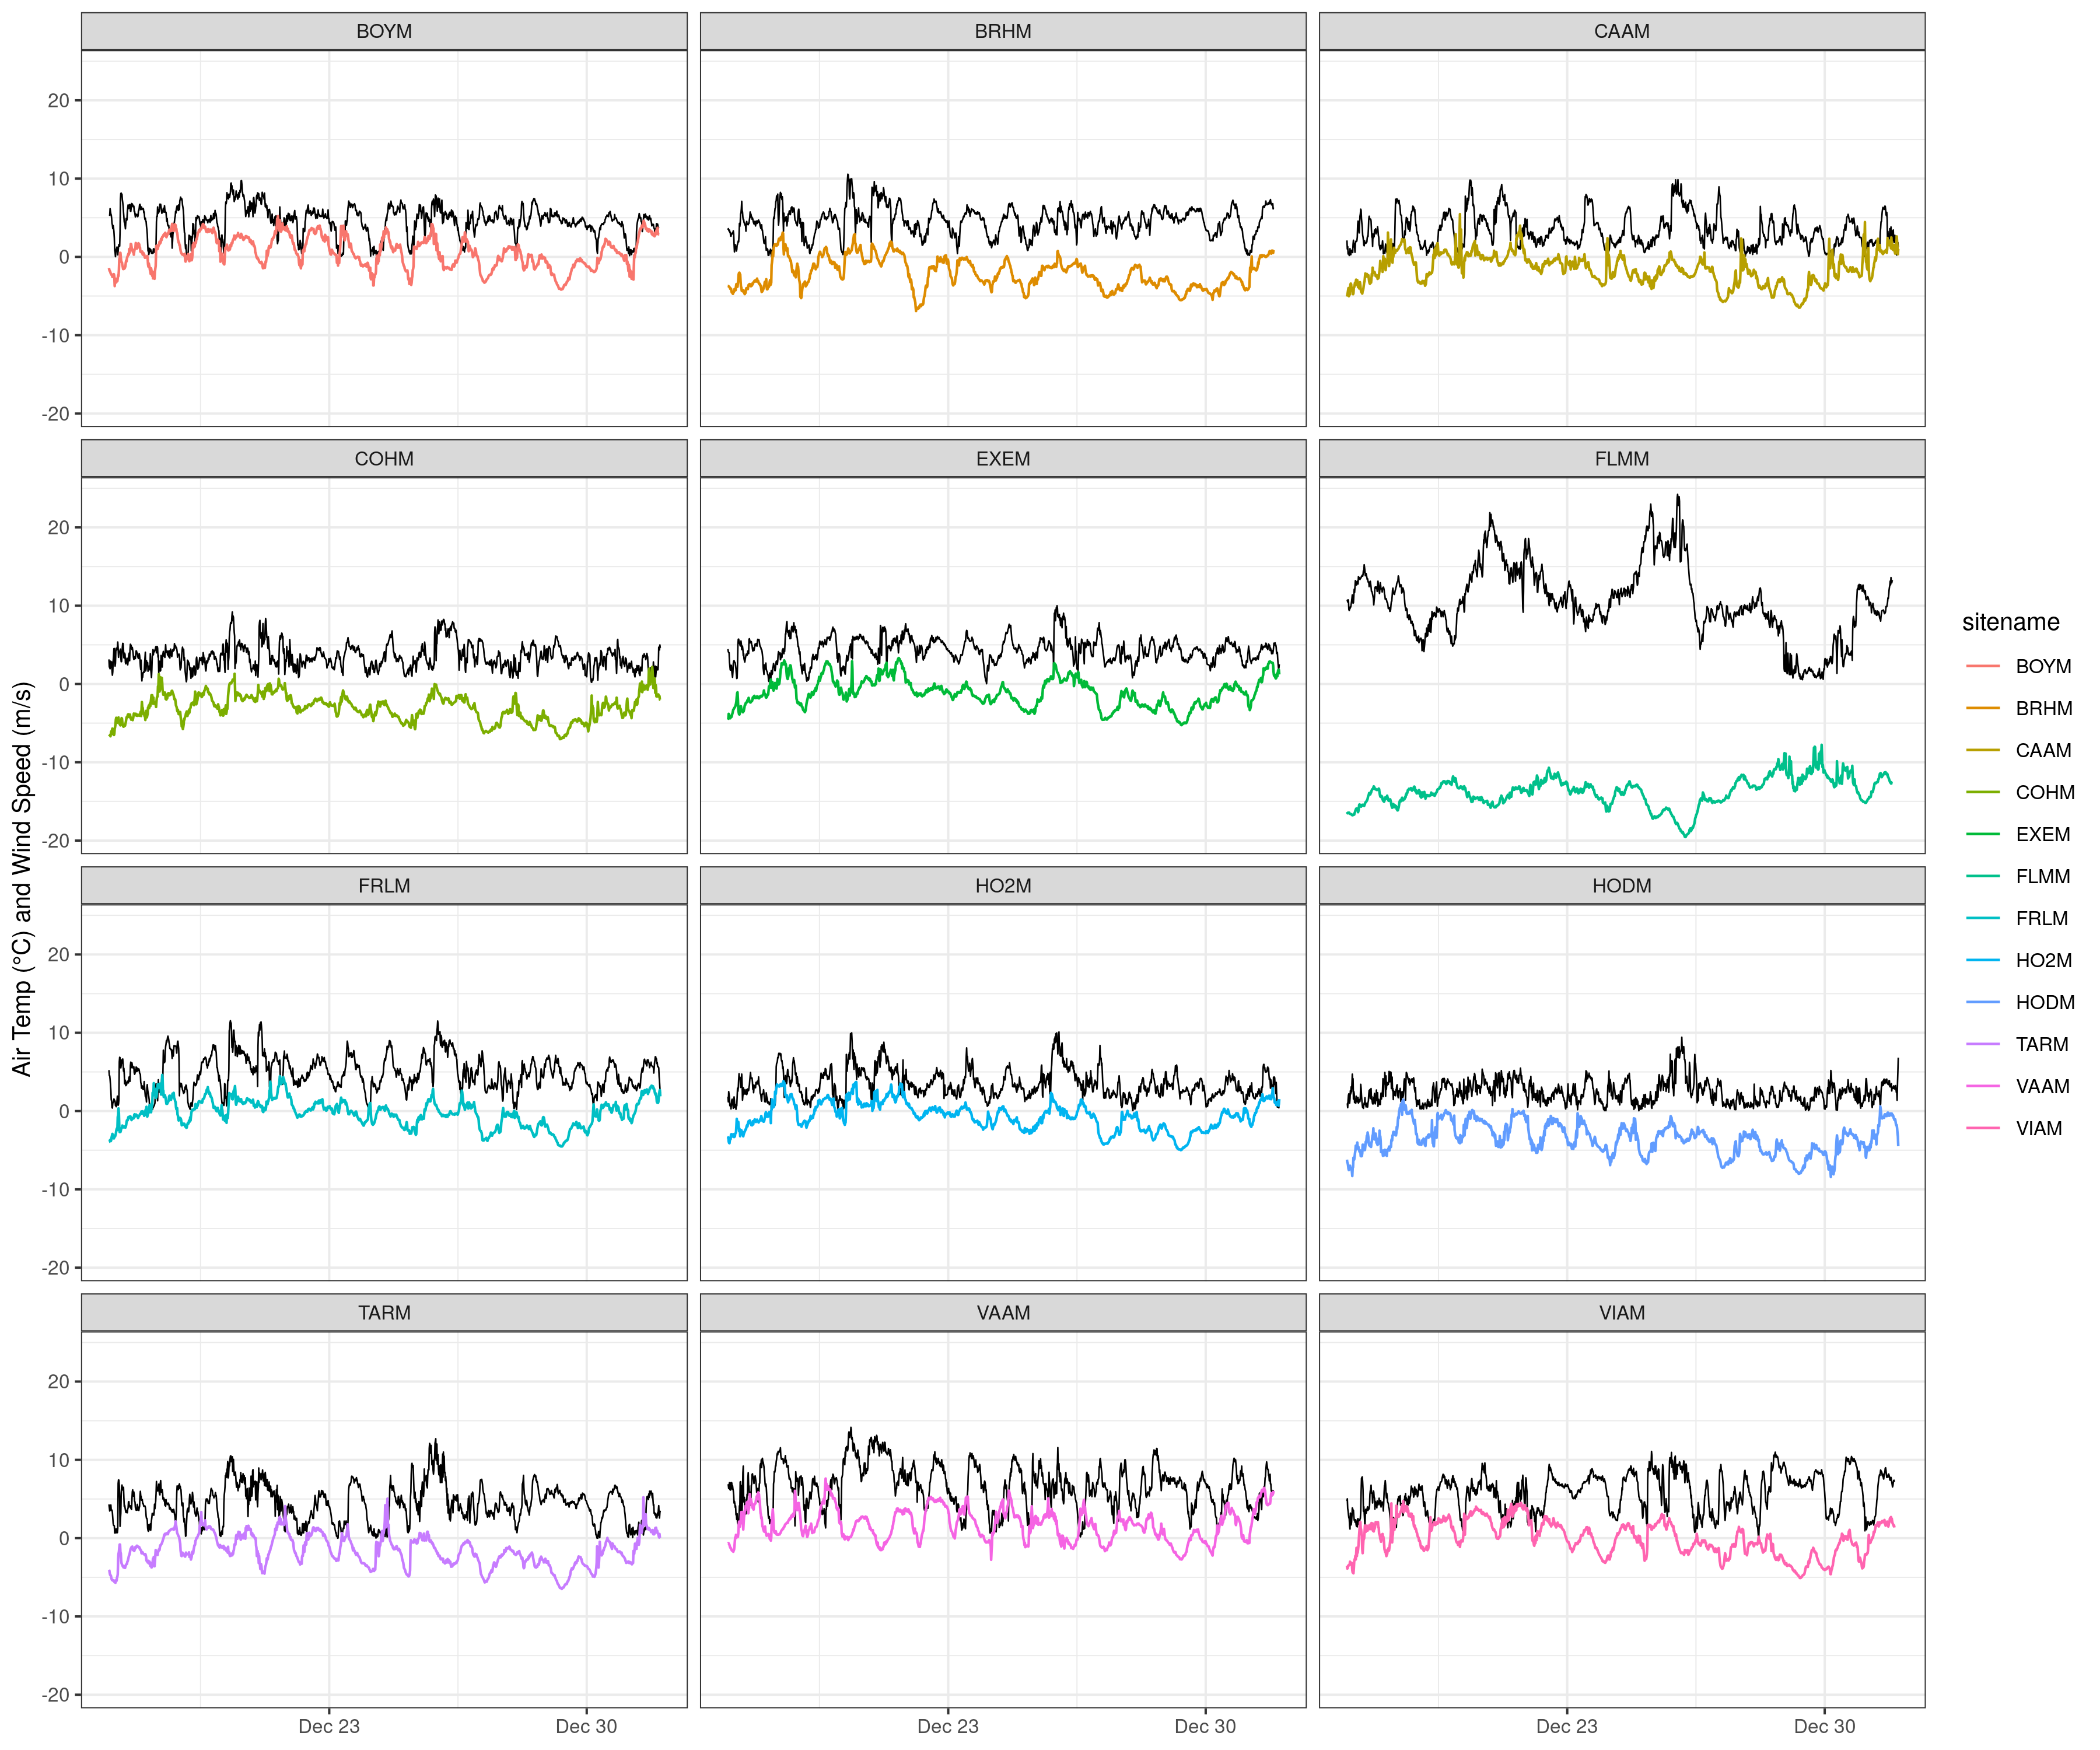 BOYM
BRHM
CAAM
20
10
0
-10
-20
COHM
EXEM
FLMM
20
10
0
-10
-20
FRLM
HO2M
HODM
20
10
0
-10
-20
TARM
VAAM
VIAM
20
10
0
-10
-20
Dec 23
Dec 30
Dec 23
Dec 30
Dec 23
Dec 30
Air Temp (°C) and Wind Speed (m/s)
sitename
BOYM
BRHM
CAAM
COHM
EXEM
FLMM
FRLM
HO2M
HODM
TARM
VAAM
VIAM